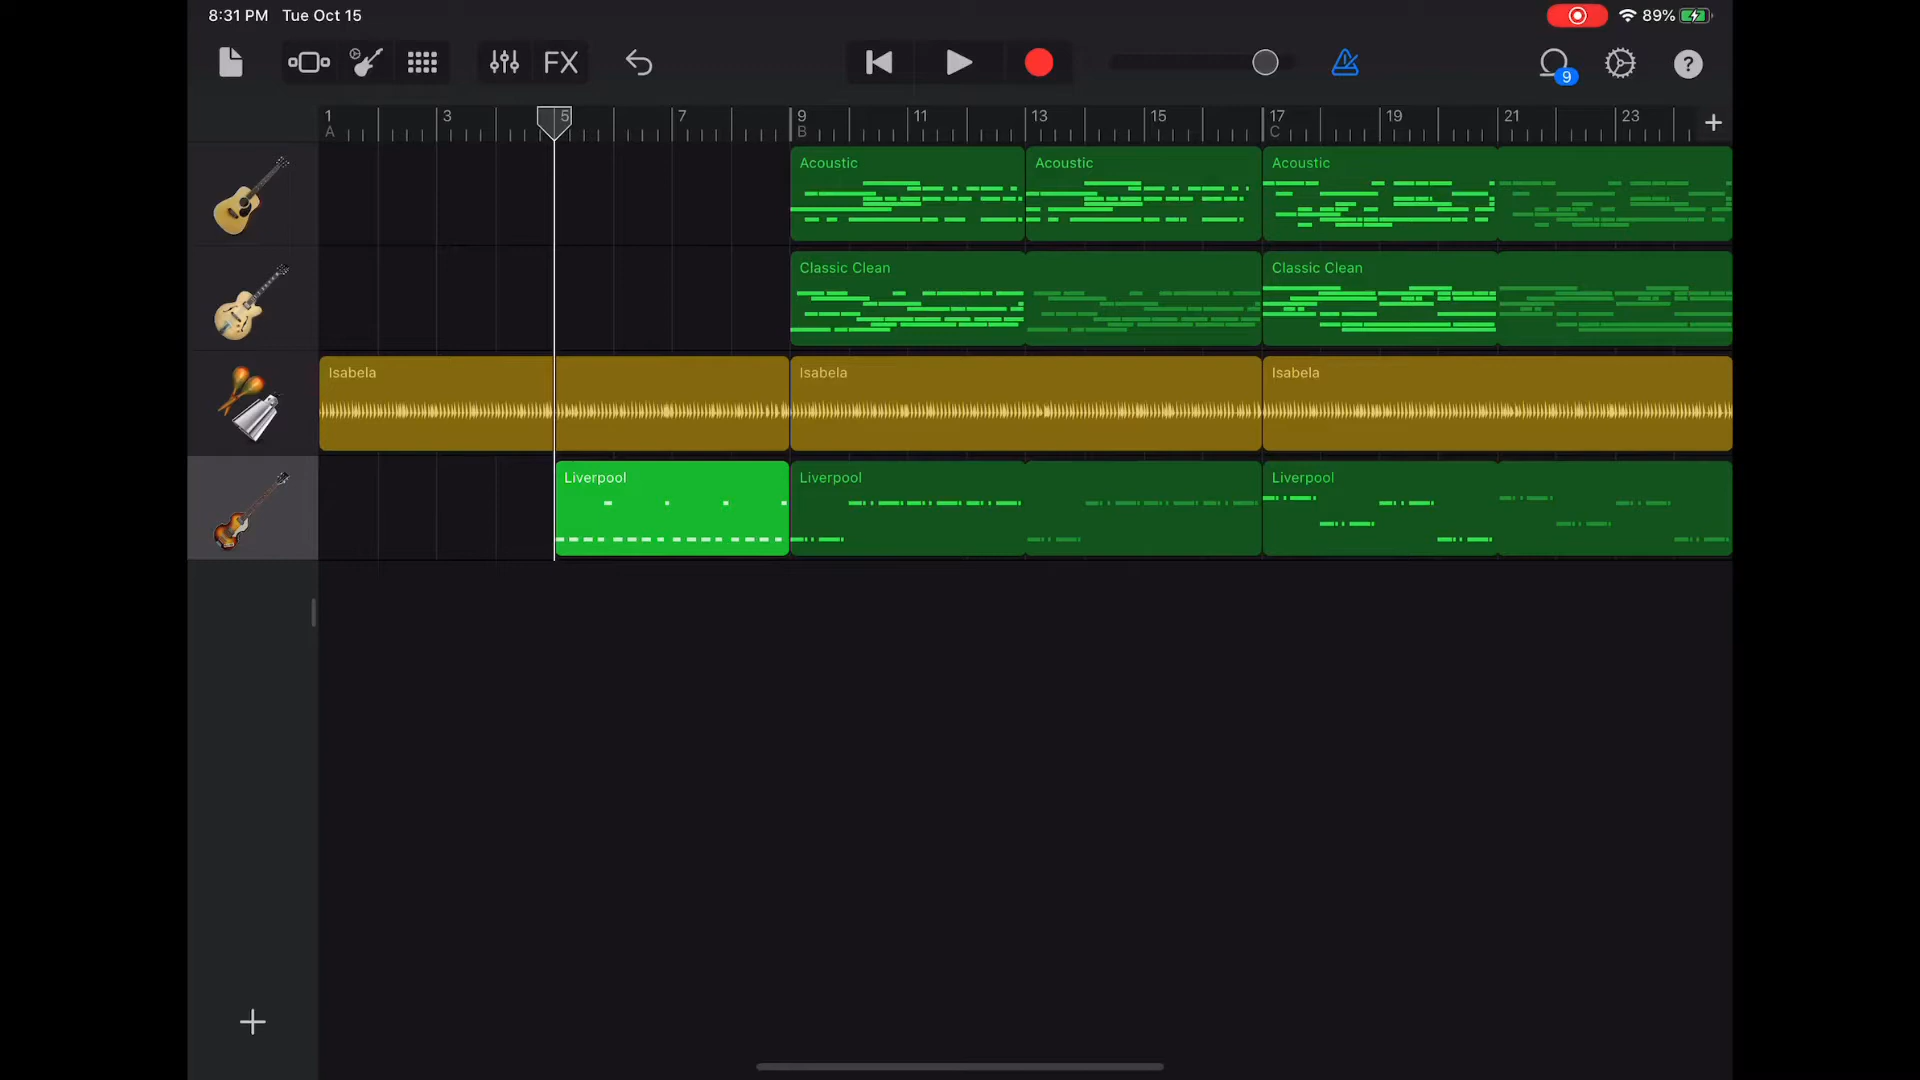 8:31 PM Tue Oct 15
89%
FX
9
?
1 3 5 7 9 11 13 15 17 19 21 23
A B C
Acoustic Acoustic Acoustic
Classic Clean Classic Clean
Isabela Isabela Isabela
Liverpool Liverpool Liverpool